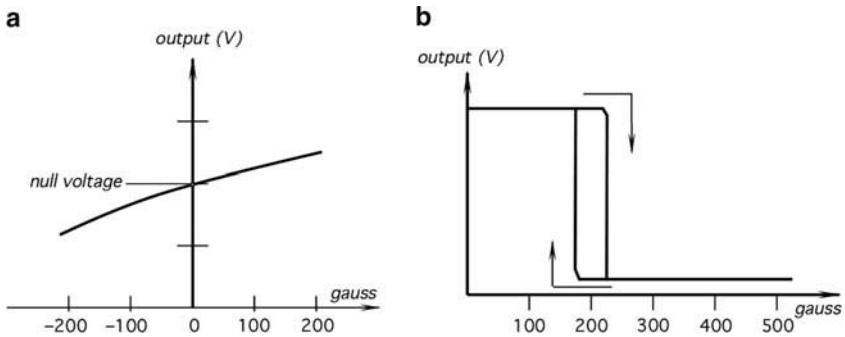 a
output (V)
null voltage
gauss
–200 –100 0 100 200
b
output (V)
100 200 300 400 500
gauss